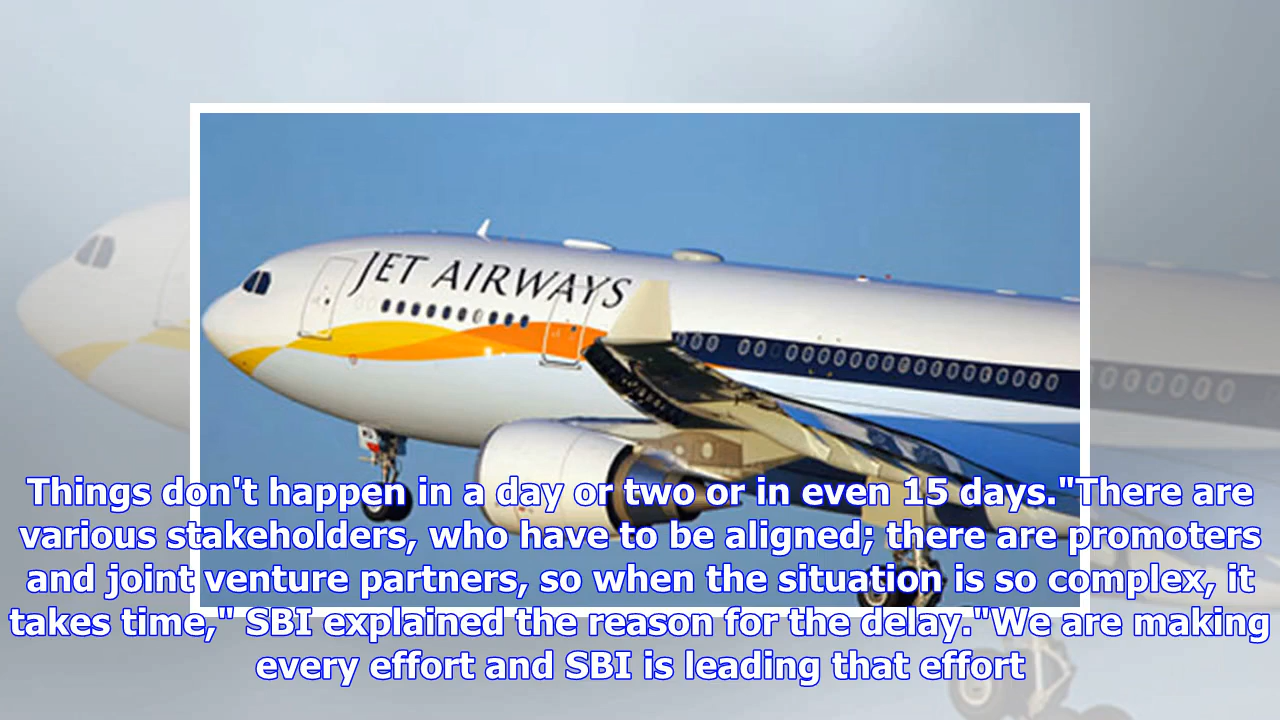 JET AIRWAYS
Things don't happen in a day or two or in even 15 days."There are
various stakeholders, who have to be aligned; there are promoters
and joint venture partners, so when the situation is so complex, it
takes time," SBI explained the reason for the delay."We are making
every effort and SBI is leading that effort